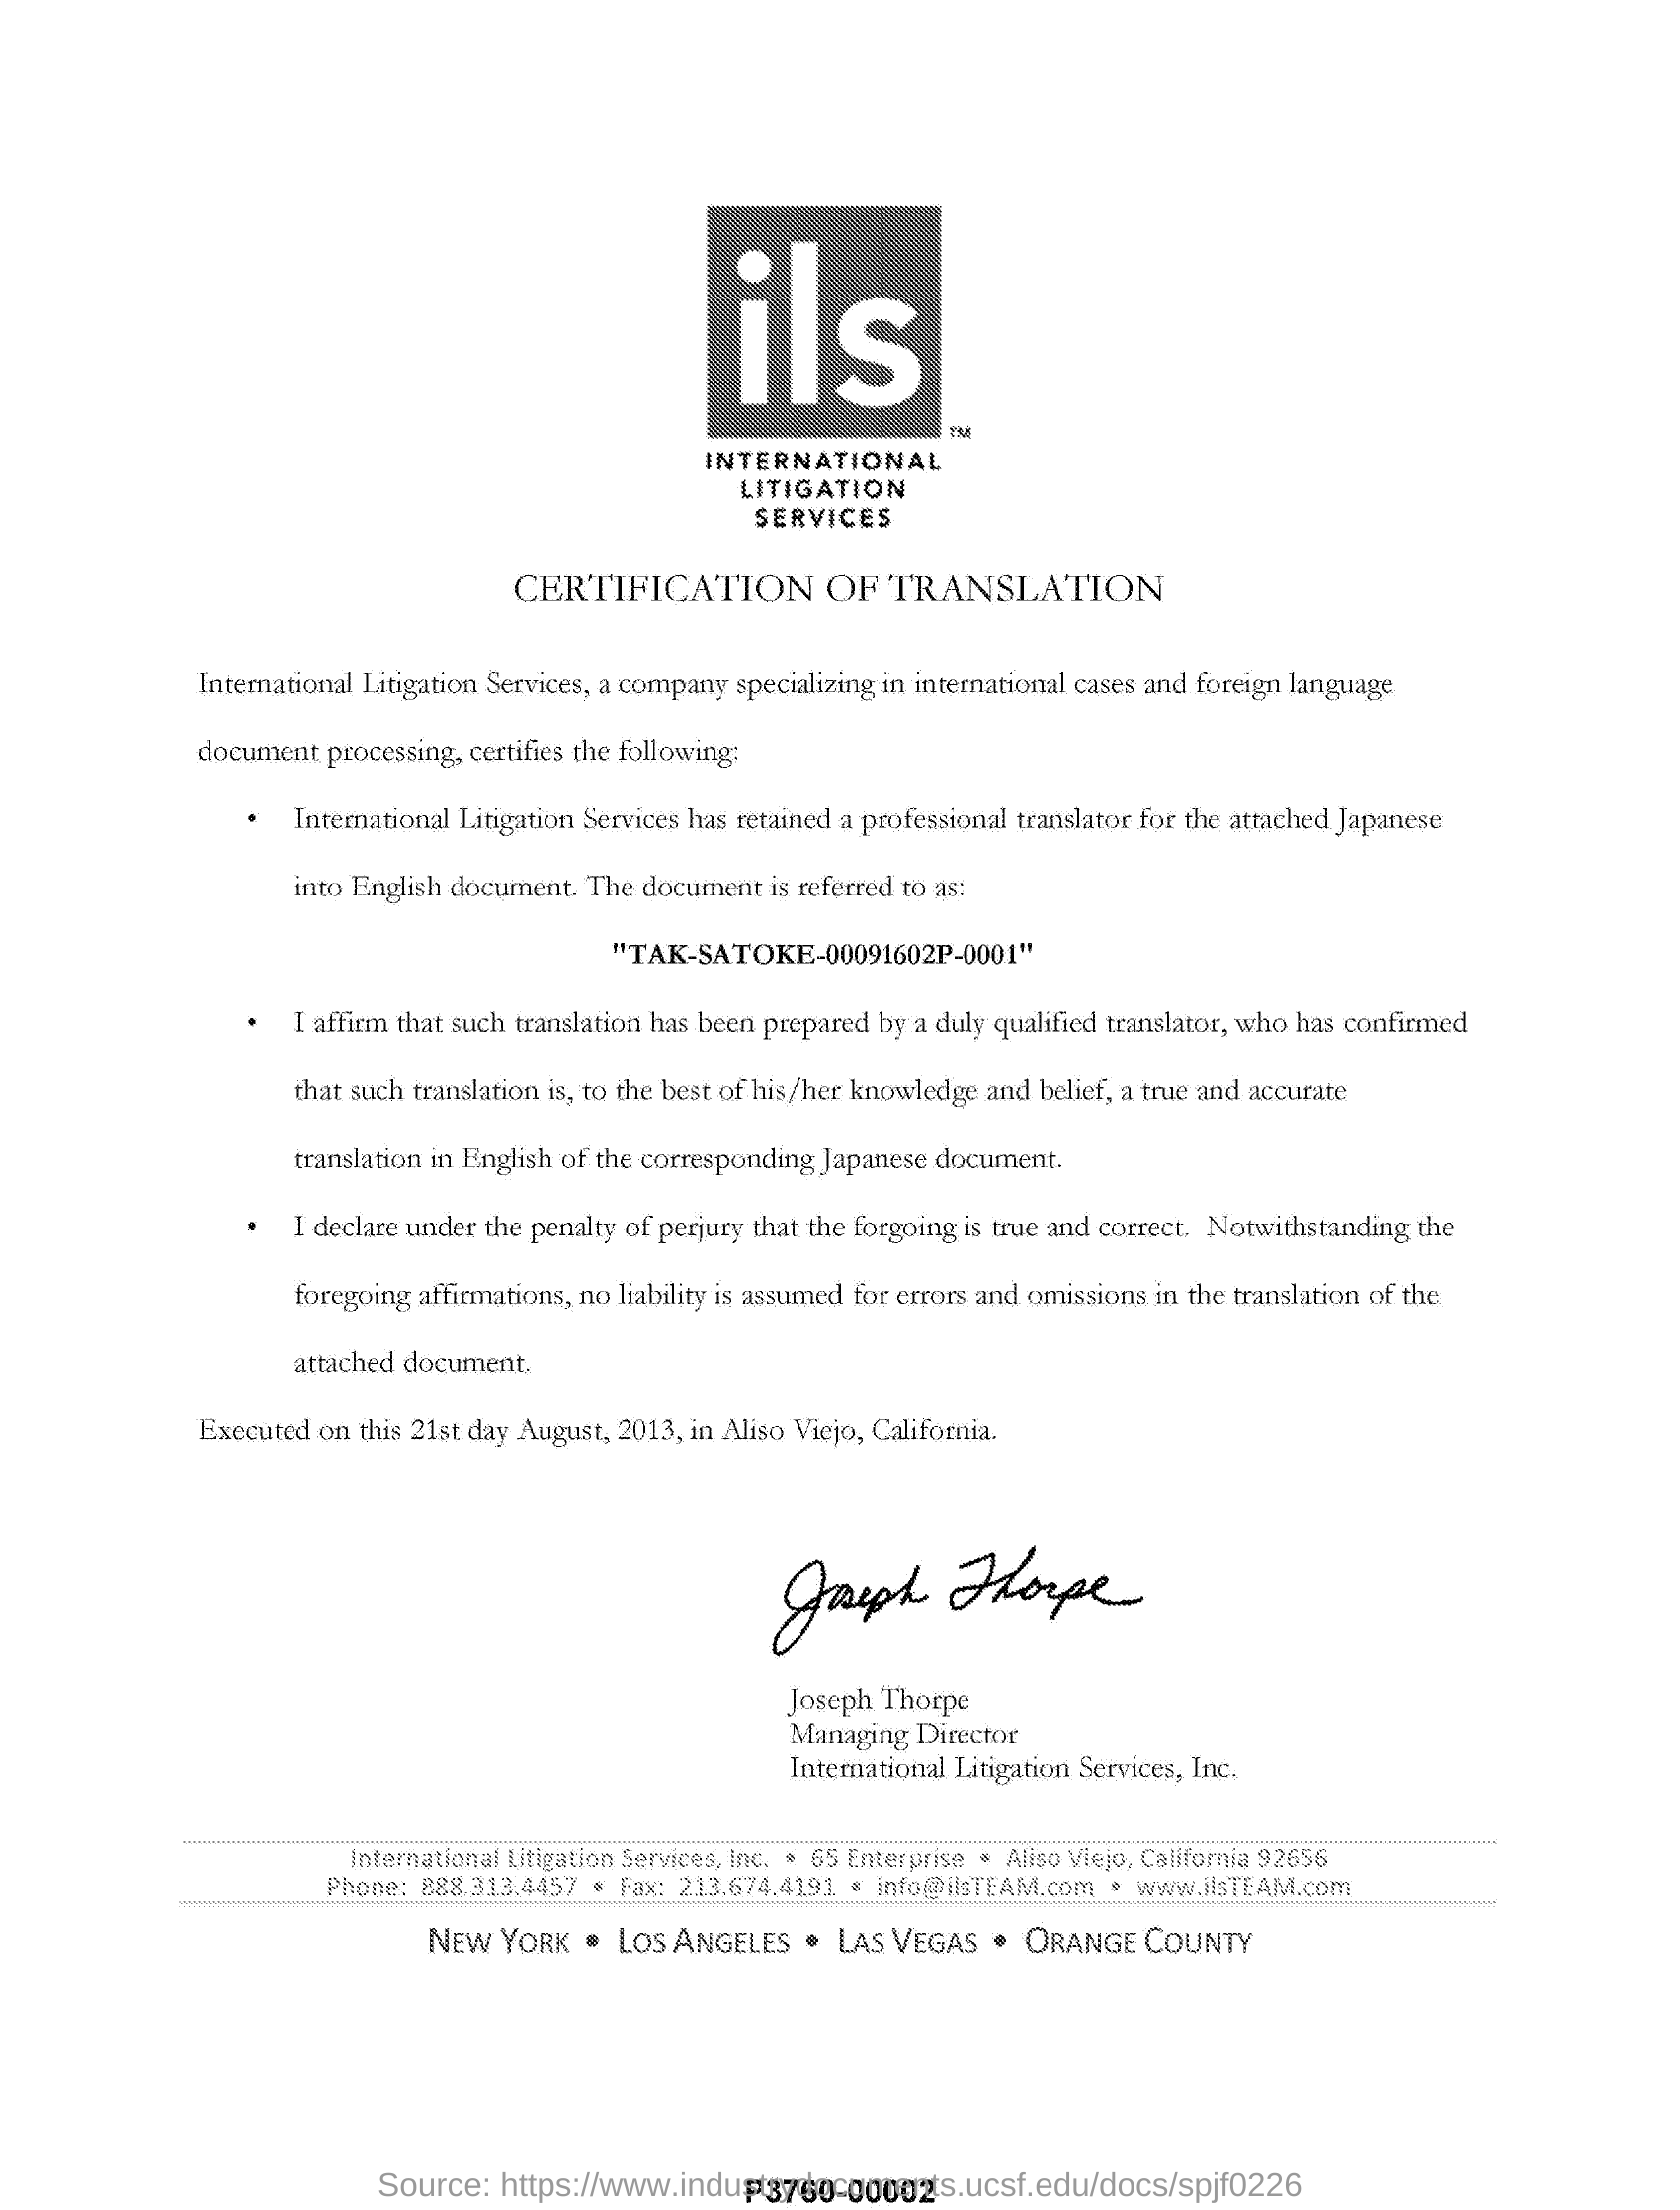 ils
TM
INTERNATIONAL
LITIGATION
SERVICES
CERTIFICATION OF TRANSLATION
International Litigation Services, a company specializing in international cases and foreign language
document processing, certifies the following:
• International Litigation Services has retained a professional translator for the attached Japanese
into English document. The document is referred to as:
"TAK-SATOKE-00091602P-0001"
• I affirm that such translation has been prepared by a duly qualified translator, who has confirmed
that such translation is, to the best of his/her knowledge and belief, a true and accurate
translation in English of the corresponding Japanese document.
• I declare under the penalty of perjury that the forgoing is true and correct. Notwithstanding the
foregoing affirmations, no liability is assumed for errors and omissions in the translation of the
attached document.
Executed on this 21st day August, 2013, in Aliso Viejo, California.
Joseph Thorpe
Joseph Thorpe
Managing Director
International Litigation Services, Inc.
International Litigation Services, Inc. • 65 Enterprise • Aliso Viejo, California 92656
Phone: 888.313.4457 • Fax: 213.674.4191 • info@ilsTEAM.com • www.ilsTEAM.com
NEW YORK • LOS ANGELES • LAS VEGAS • ORANGE COUNTY
P3760-00002
Source: https://www.industrydocuments.ucsf.edu/docs/spjf0226